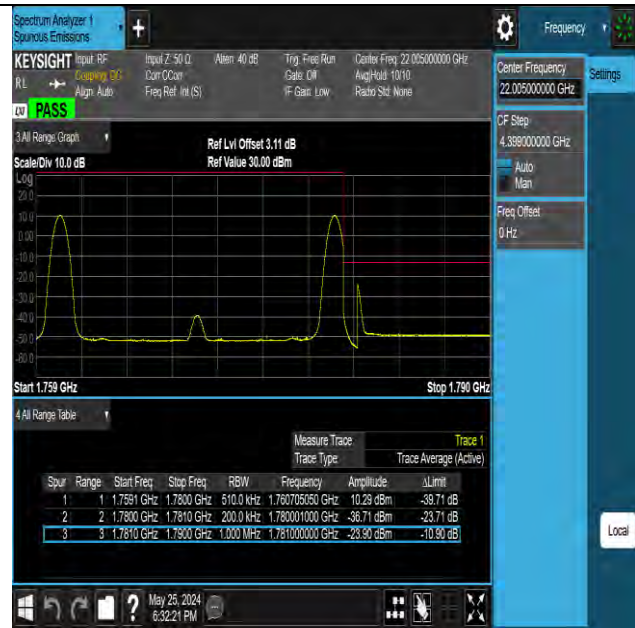 Spectrum Analyzer 1
Spurious Emissions
+
Frequency
KEYSIGHT
RL
Input: RF
Coupling: DC
Align: Auto
Input Z: 50 Ω
Corr CCorr
Freq Ref: Int (S)
Atten: 40 dB
Trig: Free Run
Gate: Off
IF Gain: Low
Center Freq: 22.005000000 GHz
Avg|Hold: 10/10
Radio Std: None
LXI
PASS
3 All Range Graph
Scale/Div 10.0 dB
Ref Lvl Offset 3.11 dB
Ref Value 30.00 dBm
Log
20.0
10.0
0.00
-10.0
-20.0
-30.0
-40.0
-50.0
-60.0
Start 1.759 GHz
Stop 1.790 GHz
4 All Range Table
Measure Trace Trace 1
Trace Type Trace Average (Active)
Spur Range Start Freq Stop Freq RBW Frequency Amplitude ΔLimit
1 1 1.7591 GHz 1.7800 GHz 510.0 kHz 1.760705050 GHz 10.29 dBm -39.71 dB
2 2 1.7800 GHz 1.7810 GHz 200.0 kHz 1.780001000 GHz -36.71 dBm -23.71 dB
3 3 1.7810 GHz 1.7900 GHz 1.000 MHz 1.781000000 GHz -23.90 dBm -10.90 dB
Center Frequency
22.005000000 GHz
Settings
CF Step
4.399000000 GHz
Auto
Man
Freq Offset
0 Hz
Local
?
May 25, 2024
6:32:21 PM